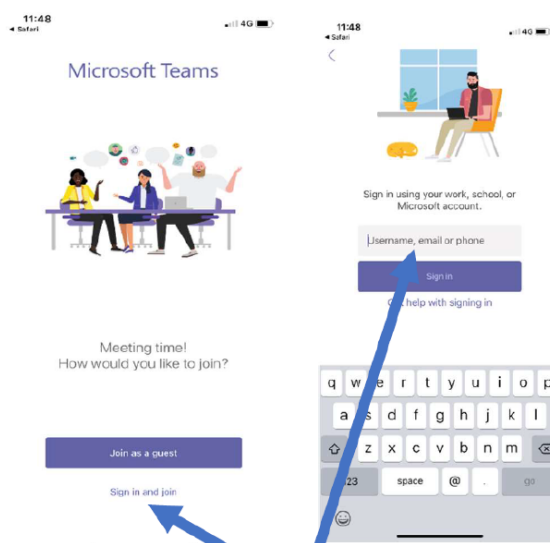 11:48
◄ Safari
4G
Microsoft Teams
Meeting time!
How would you like to join?
Join as a guest
Sign in and join
11:48
◄ Safari
4G
Sign in using your work, school, or
Microsoft account.
Username, email or phone
Sign in
help with signing in
q w e r t y u i o p
a s d f g h j k l
z x c v b n m
space @ . go